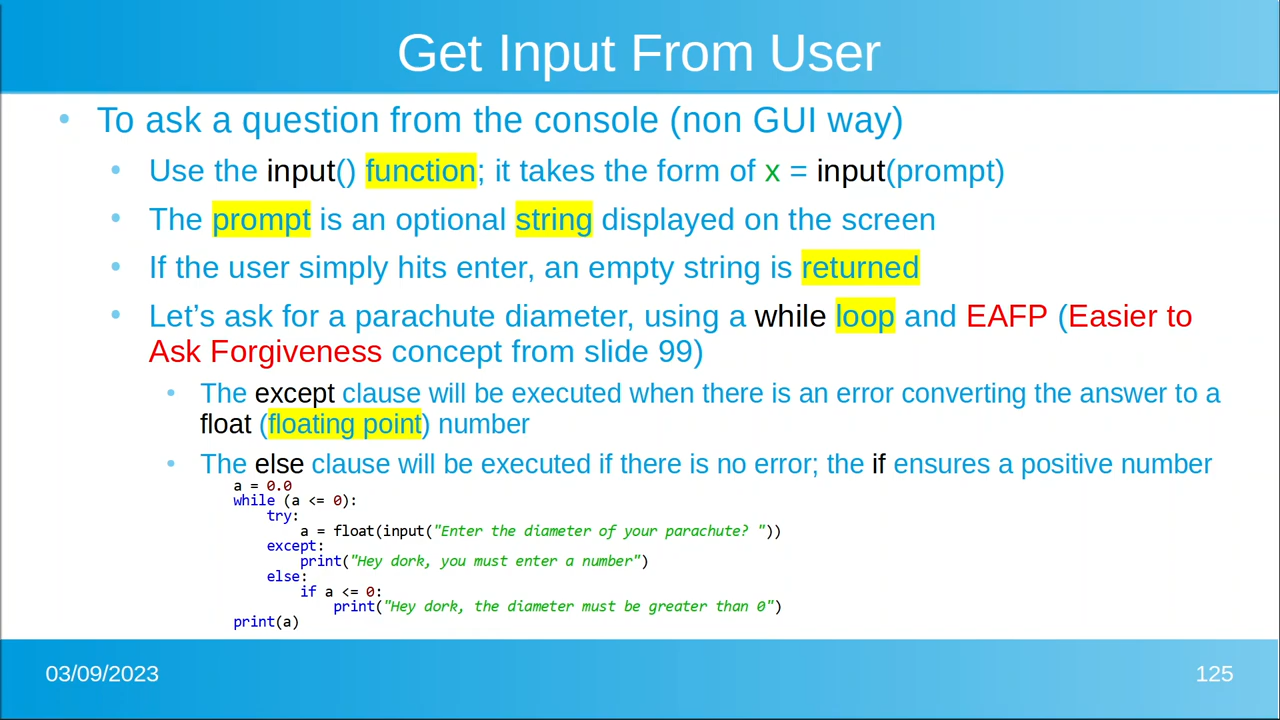 Get Input From User
• To ask a question from the console (non GUI way)
• Use the input() function; it takes the form of x = input(prompt)
• The prompt is an optional string displayed on the screen
• If the user simply hits enter, an empty string is returned
• Let’s ask for a parachute diameter, using a while loop and EAFP (Easier to
Ask Forgiveness concept from slide 99)
• The except clause will be executed when there is an error converting the answer to a
float (floating point) number
• The else clause will be executed if there is no error; the if ensures a positive number
a = 0.0
while (a <= 0):
    try:
        a = float(input("Enter the diameter of your parachute? "))
    except:
        print("Hey dork, you must enter a number")
    else:
        if a <= 0:
            print("Hey dork, the diameter must be greater than 0")
print(a)
03/09/2023
125